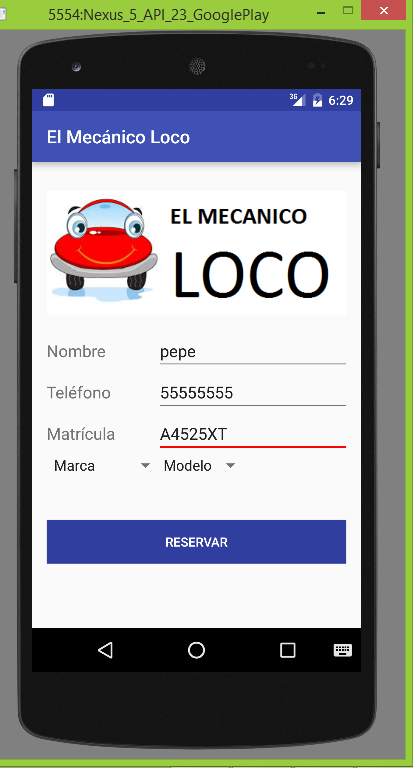 5554:Nexus_5_API_23_GooglePlay
3G 6:29
El Mecánico Loco
EL MECANICO
LOCO
Nombre pepe
Teléfono 55555555
Matrícula A4525XT
Marca Modelo
RESERVAR